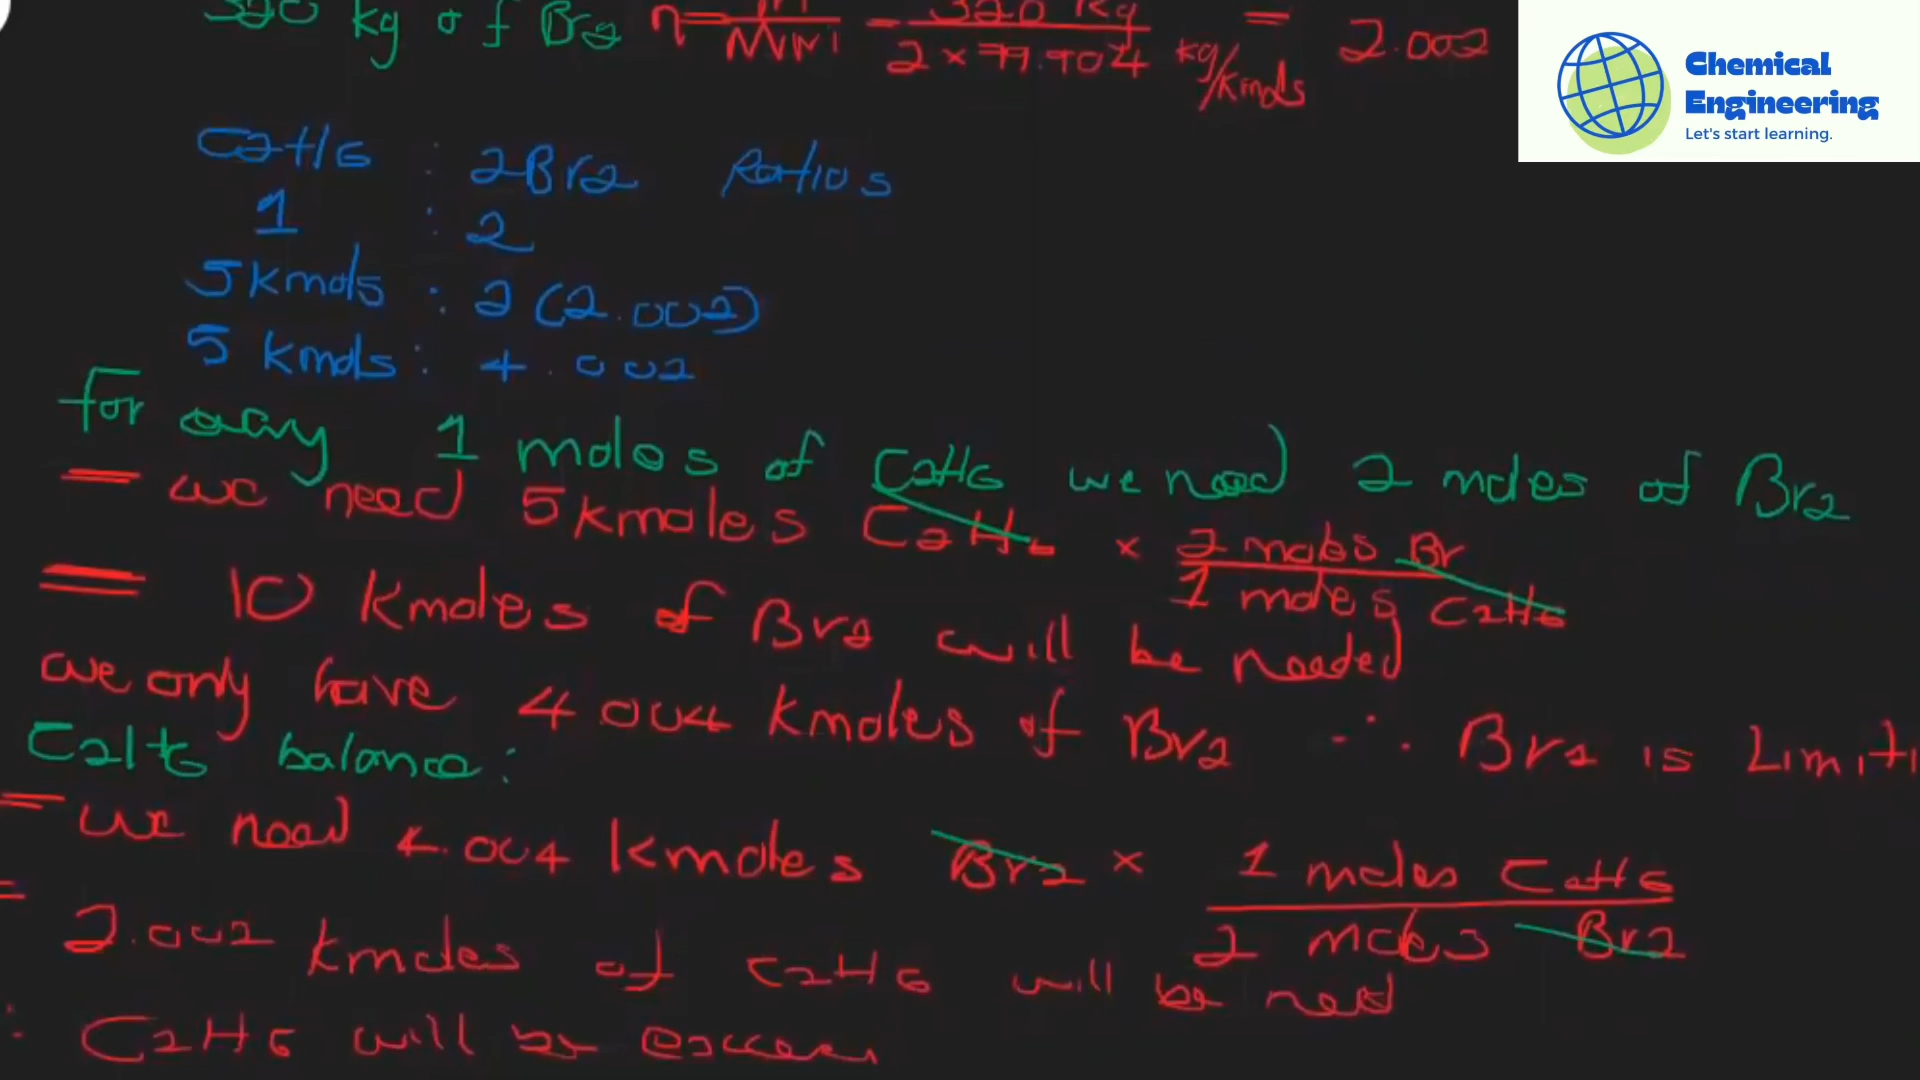 320 kg of Br2 n = m/MM = 320 kg / 2 x 79.904 kg/kmols = 2.002
Chemical
Engineering
Let's start learning.
C2H6 : 2Br2 Ratios
1 : 2
5 kmols : 2 (2.002)
5 kmols : 4.002
For every 1 moles of C2H6 we need 2 moles of Br2
= we need 5 kmoles C2H6 x 2 moles Br / 1 moles C2H6
= 10 kmoles of Br2 will be needed
we only have 4.004 kmoles of Br2 ∴ Br2 is Limiti
C2H6 balance:
= we need 4.004 kmoles Br2 x 1 moles C2H6 / 2 moles Br2
= 2.002 kmoles of C2H6 will be need
∴ C2H6 will be